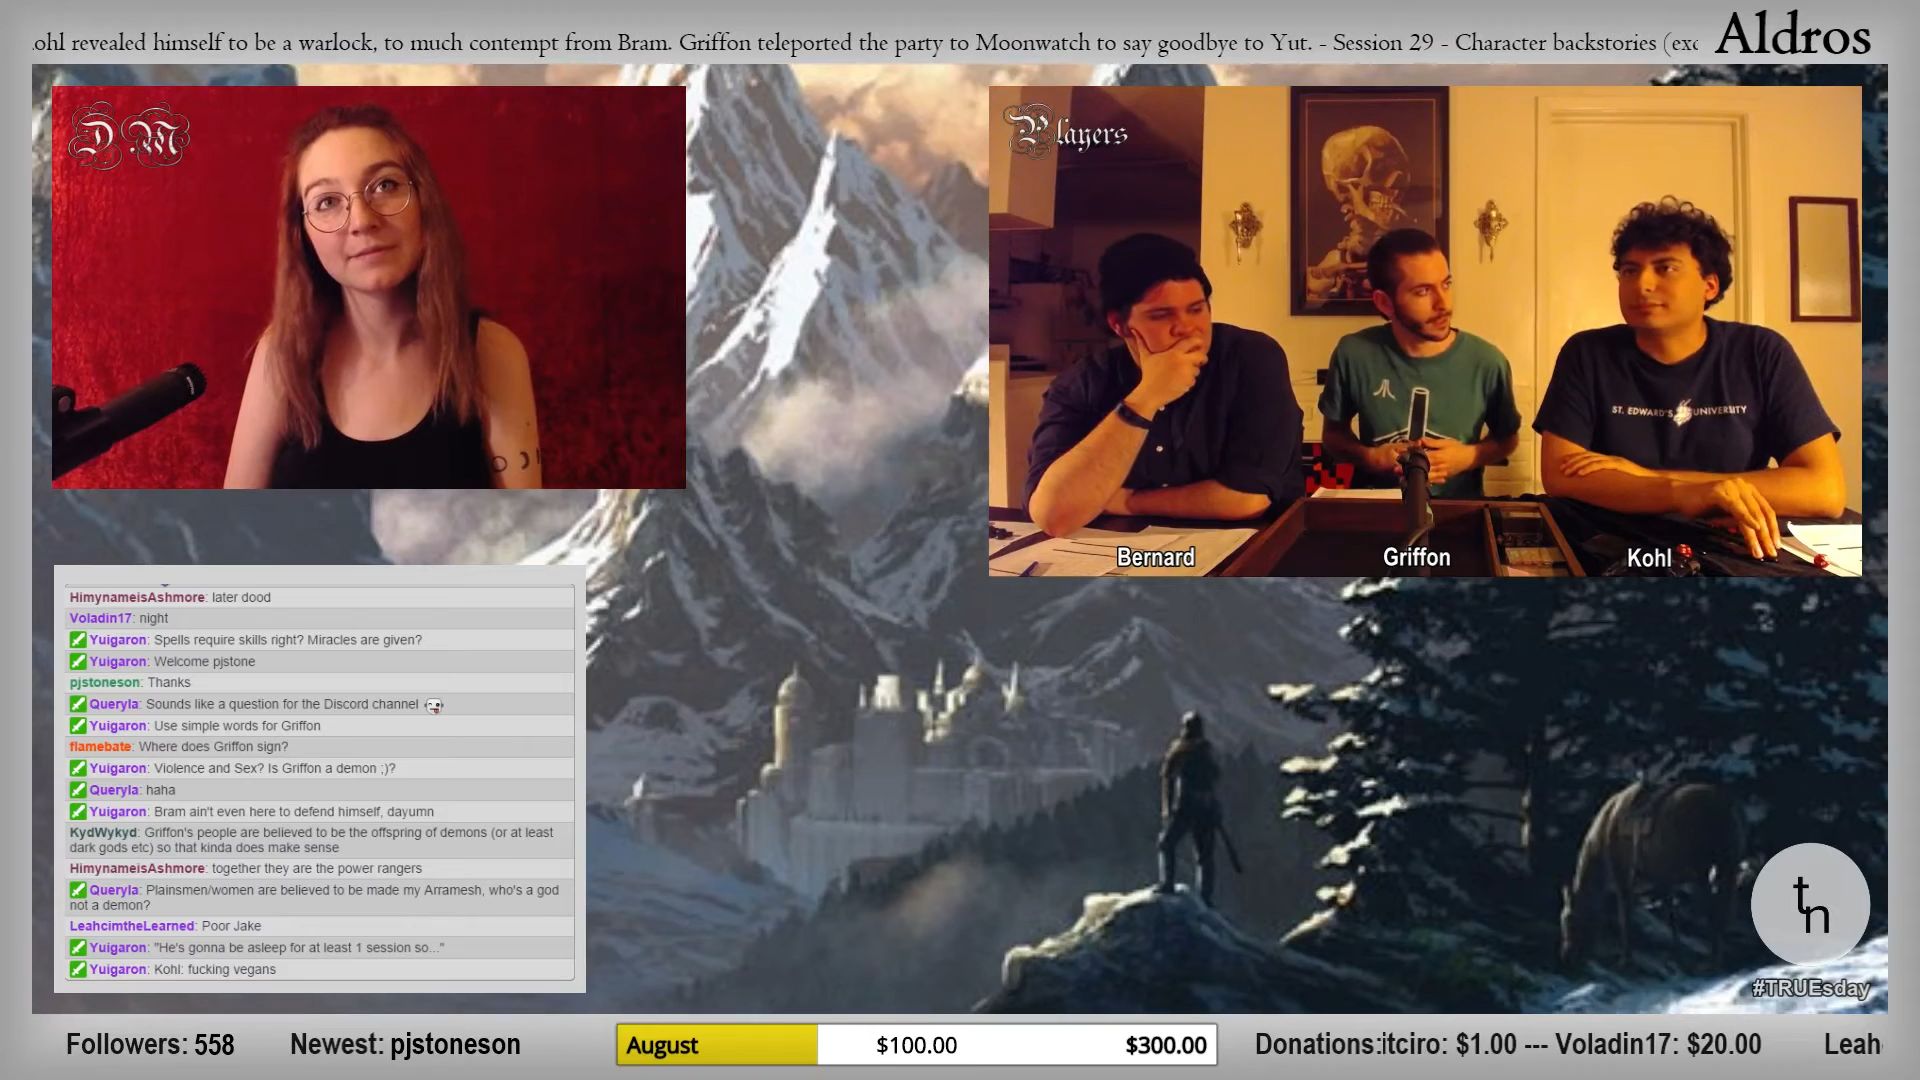 .ohl revealed himself to be a warlock, to much contempt from Bram. Griffon teleported the party to Moonwatch to say goodbye to Yut. - Session 29 - Character backstories (exc
Aldros
D.M
Players
ST. EDWARD'S UNIVERSITY
Bernard
Griffon
Kohl
HimynameisAshmore: later dood
Voladin17: night
Yuigaron: Spells require skills right? Miracles are given?
Yuigaron: Welcome pjstone
pjstoneson: Thanks
Queryla: Sounds like a question for the Discord channel
Yuigaron: Use simple words for Griffon
flamebate: Where does Griffon sign?
Yuigaron: Violence and Sex? Is Griffon a demon ;)?
Queryla: haha
Yuigaron: Bram ain't even here to defend himself, dayumn
KydWykyd: Griffon's people are believed to be the offspring of demons (or at least
dark gods etc) so that kinda does make sense
HimynameisAshmore: together they are the power rangers
Queryla: Plainsmen/women are believed to be made my Arramesh, who's a god
not a demon?
LeahcimtheLearned: Poor Jake
Yuigaron: "He's gonna be asleep for at least 1 session so..."
Yuigaron: Kohl: fucking vegans
tn
#TRUEsday
Followers: 558
Newest: pjstoneson
August $100.00 $300.00
Donations: itciro: $1.00 --- Voladin17: $20.00 Leah